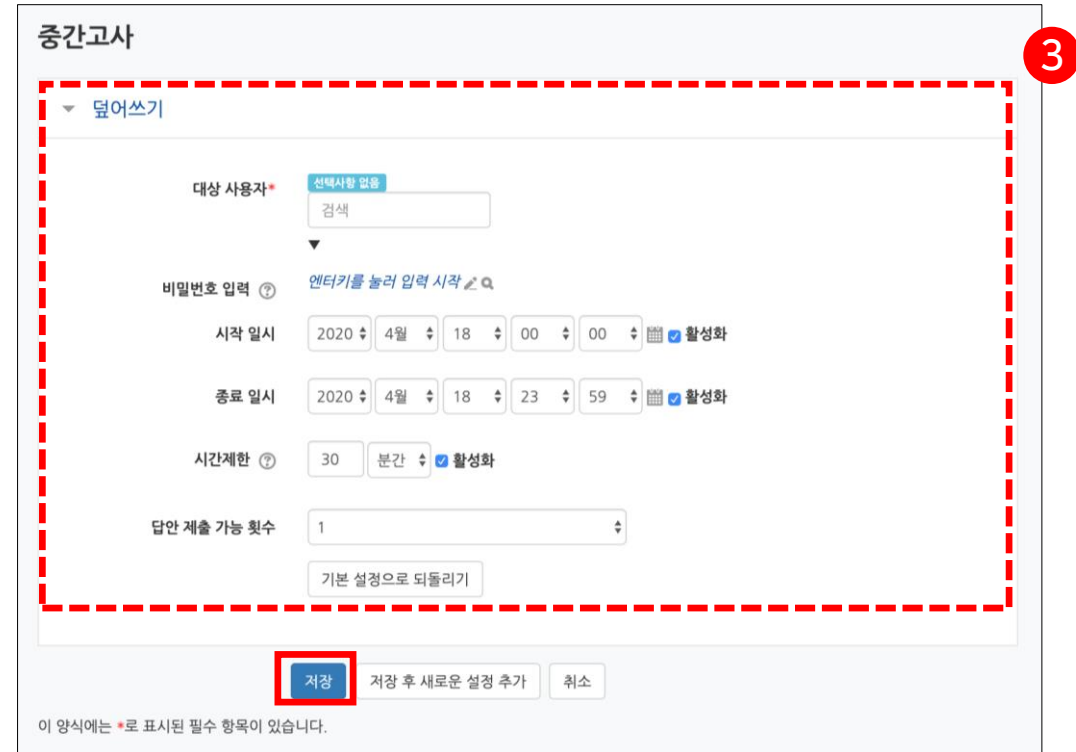 중간고사
3
덮어쓰기
대상 사용자*
선택사항 없음
검색
비밀번호 입력
엔터키를 눌러 입력 시작
시작 일시 2020 4월 18 00 00 활성화
종료 일시 2020 4월 18 23 59 활성화
시간제한 30 분간 활성화
답안 제출 가능 횟수 1
기본 설정으로 되돌리기
저장 저장 후 새로운 설정 추가 취소
이 양식에는 *로 표시된 필수 항목이 있습니다.